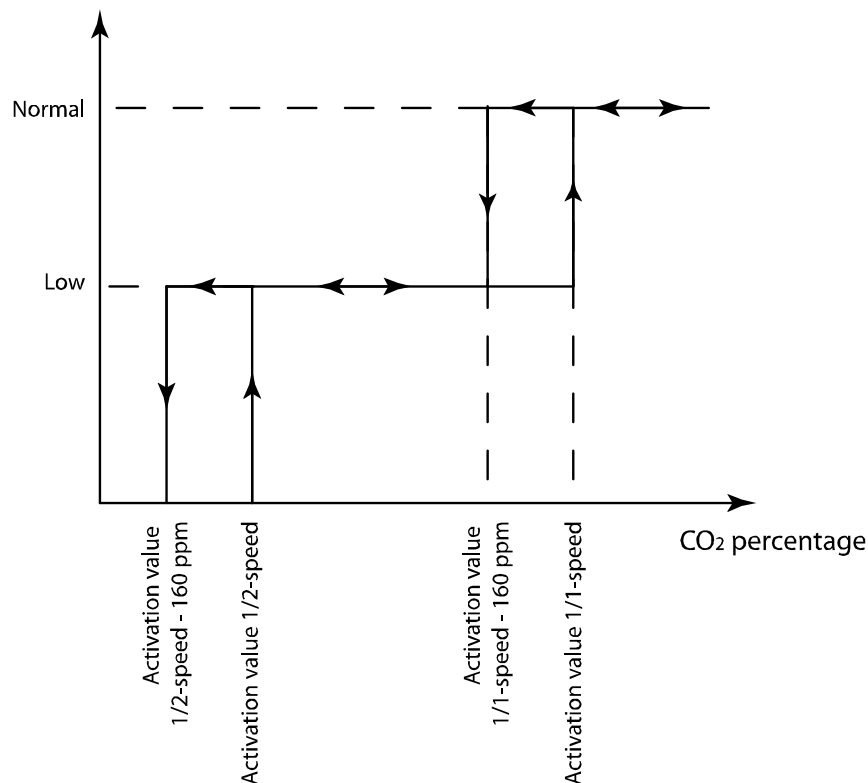 Normal
Low
CO₂ percentage
Activation value
1/2-speed - 160 ppm
Activation value 1/2-speed
Activation value
1/1-speed - 160 ppm
Activation value 1/1-speed